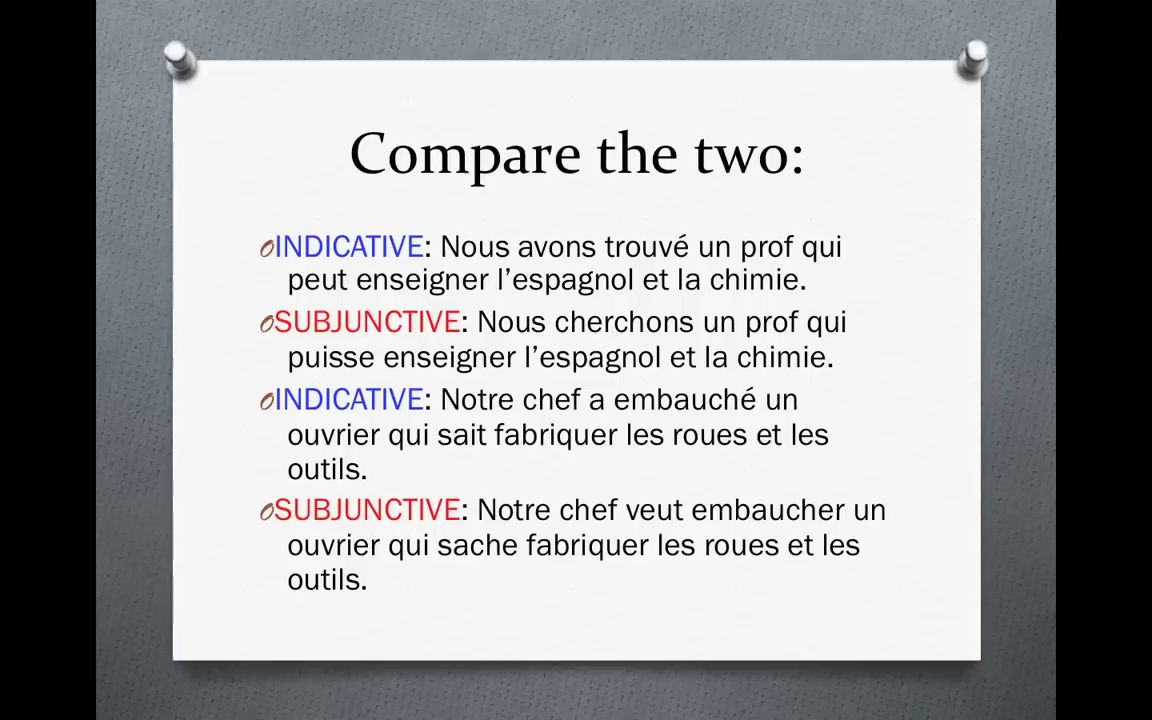 Compare the two:
INDICATIVE: Nous avons trouvé un prof qui
peut enseigner l’espagnol et la chimie.
SUBJUNCTIVE: Nous cherchons un prof qui
puisse enseigner l’espagnol et la chimie.
INDICATIVE: Notre chef a embauché un
ouvrier qui sait fabriquer les roues et les
outils.
SUBJUNCTIVE: Notre chef veut embaucher un
ouvrier qui sache fabriquer les roues et les
outils.